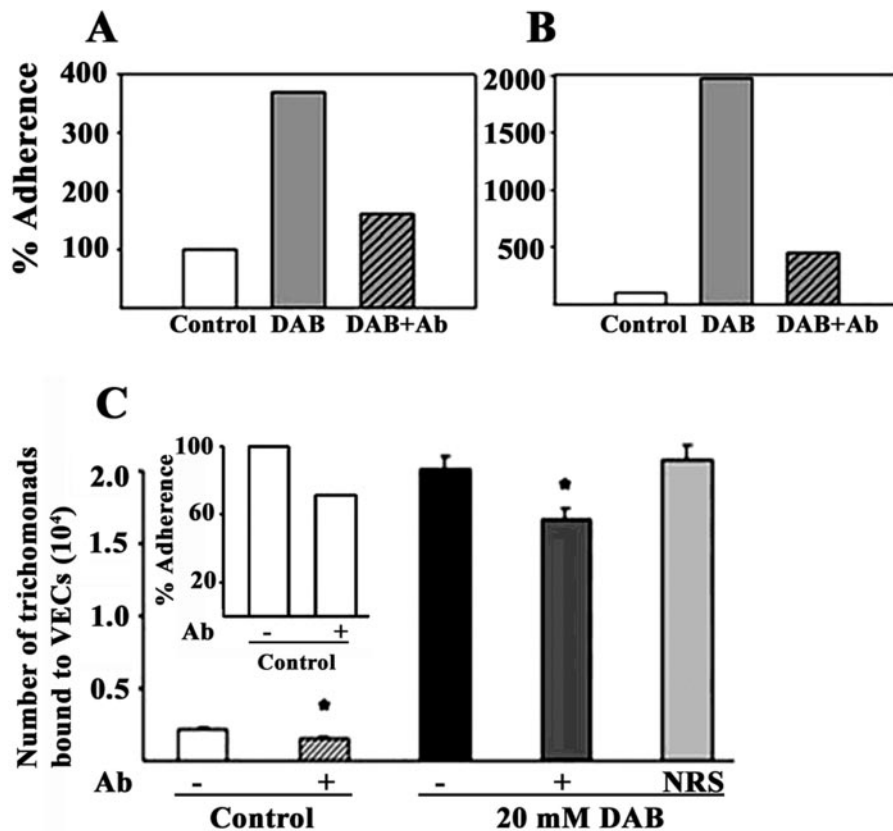 A
B
% Adherence
400
300
200
100
Control DAB DAB+Ab
2000
1500
1000
500
Control DAB DAB+Ab
C
Number of trichomonads
bound to VECs (10⁴)
2.0
1.5
1.0
0.5
% Adherence
100
60
20
Ab - +
Control
*
*
Ab - + - + NRS
Control 20 mM DAB